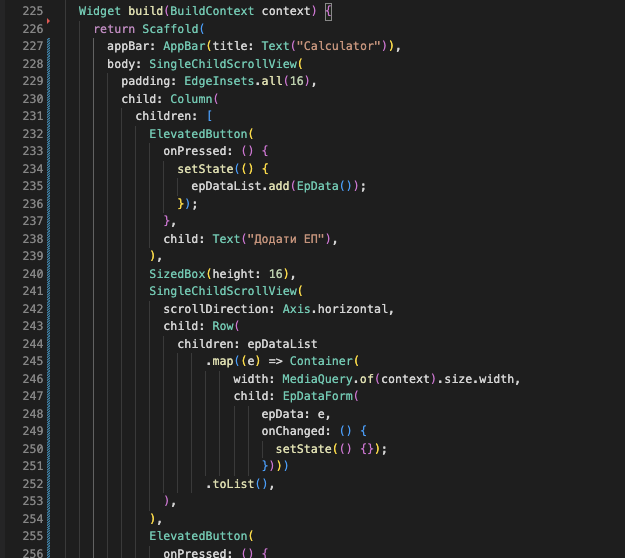 225 Widget build(BuildContext context) {
226 return Scaffold(
227 appBar: AppBar(title: Text("Calculator")),
228 body: SingleChildScrollView(
229 padding: EdgeInsets.all(16),
230 child: Column(
231 children: [
232 ElevatedButton(
233 onPressed: () {
234 setState(() {
235 epDataList.add(EpData());
236 });
237 },
238 child: Text("Додати ЕП"),
239 ),
240 SizedBox(height: 16),
241 SingleChildScrollView(
242 scrollDirection: Axis.horizontal,
243 child: Row(
244 children: epDataList
245 .map((e) => Container(
246 width: MediaQuery.of(context).size.width,
247 child: EpDataForm(
248 epData: e,
249 onChanged: () {
250 setState(() {});
251 })))
252 .toList(),
253 ),
254 ),
255 ElevatedButton(
256 onPressed: () {